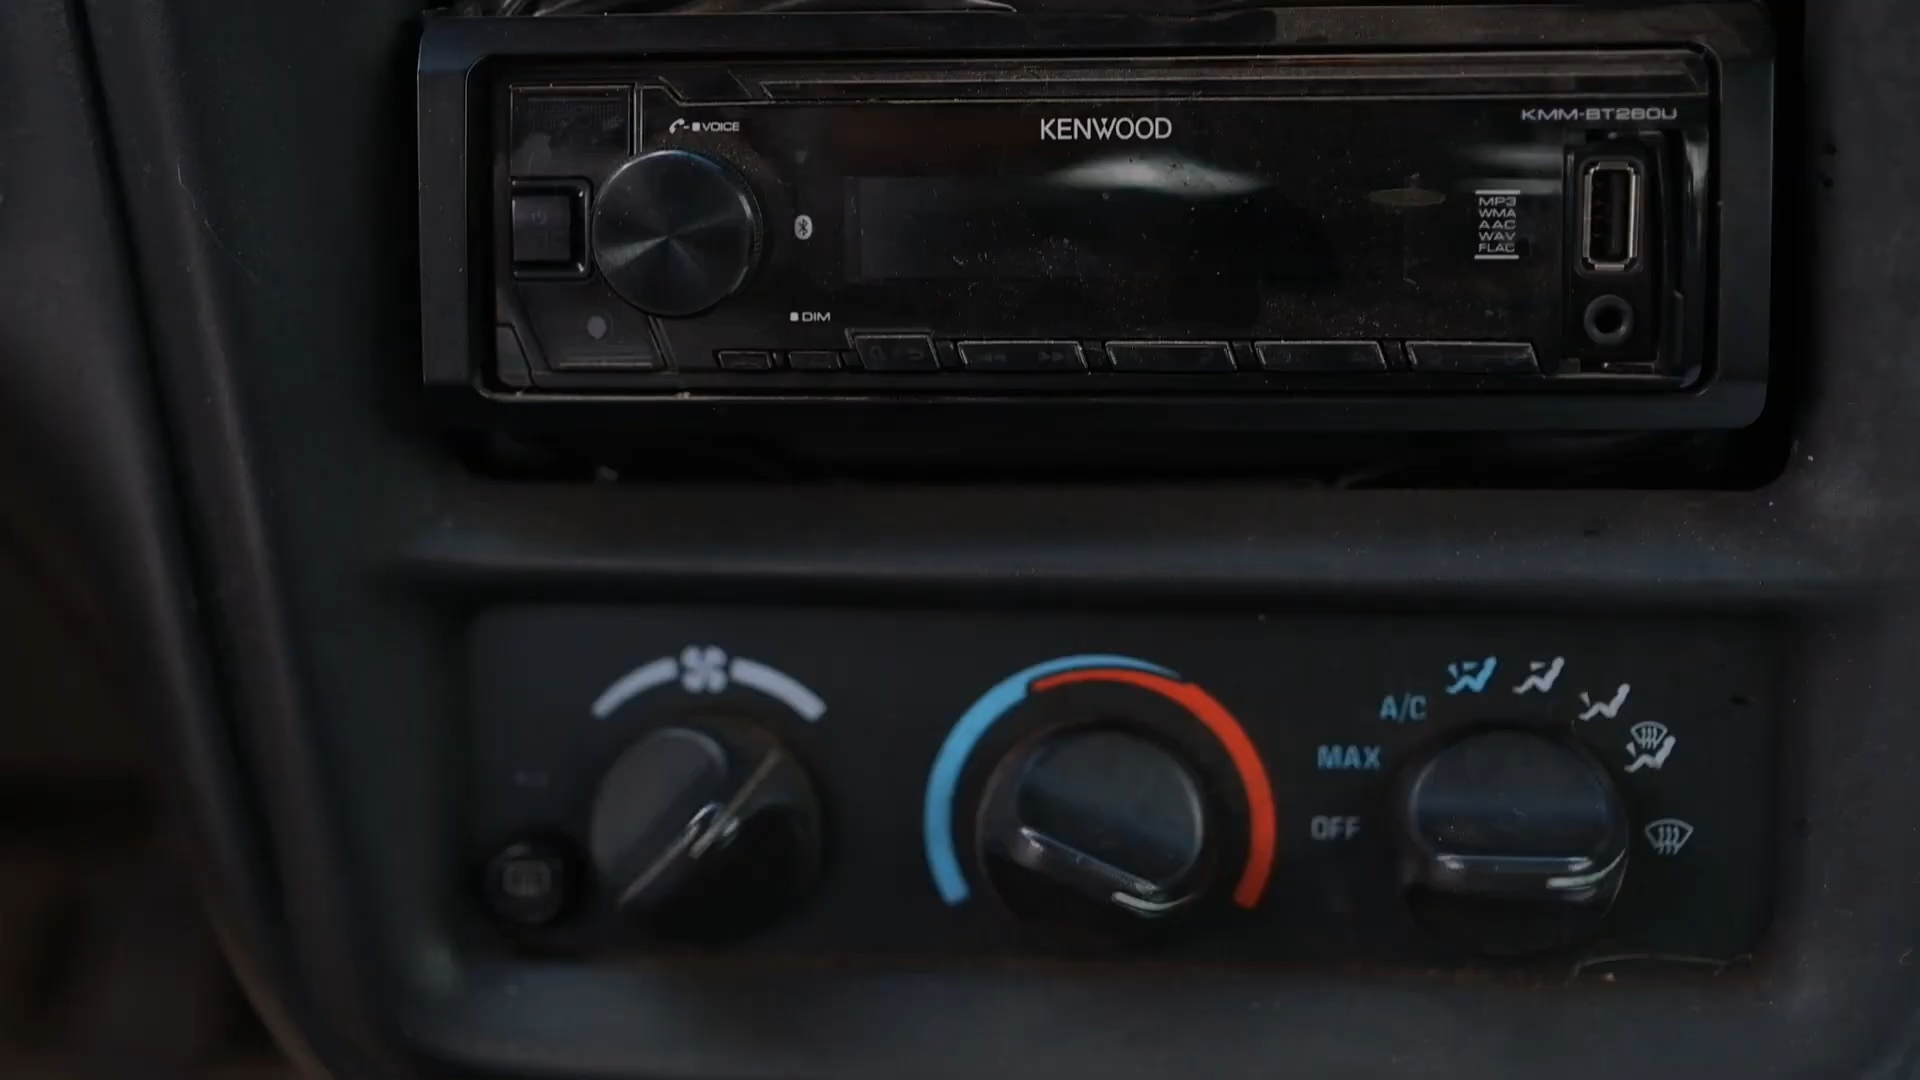 VOICE
KENWOOD
KMM-BT280U
MP3
WMA
AAC
WAV
FLAC
DIM
A/C
MAX
OFF